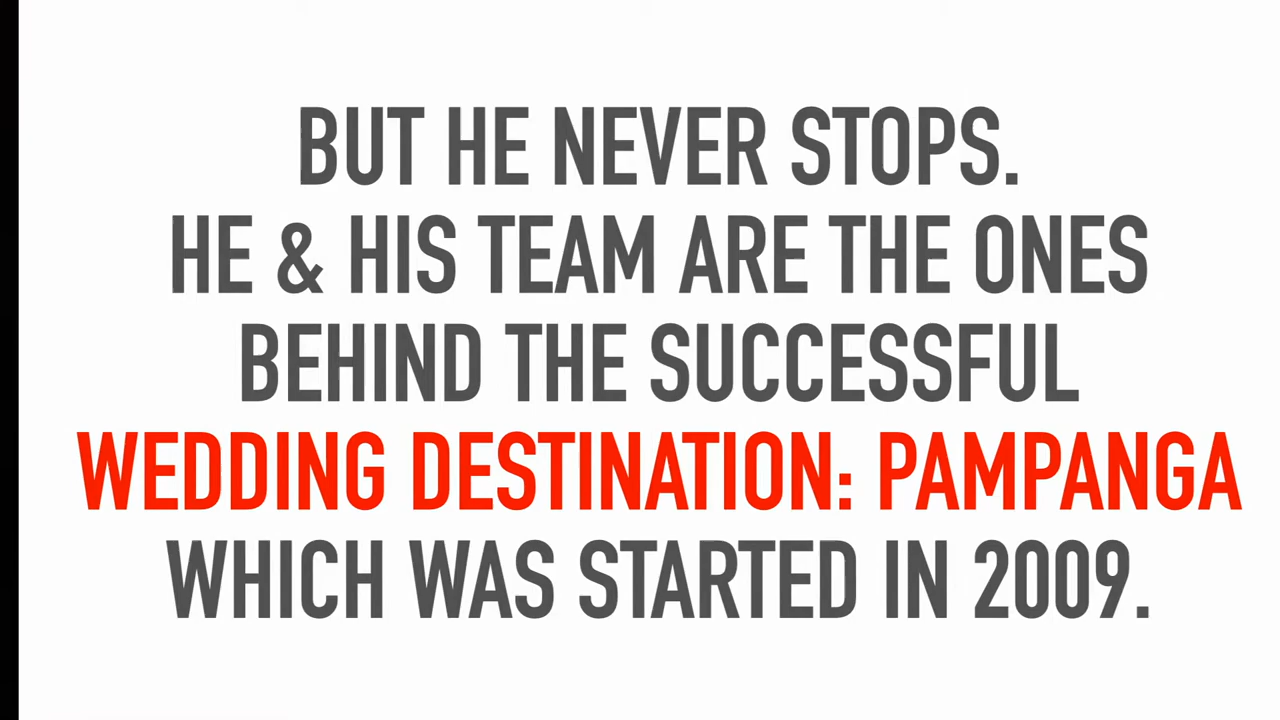 BUT HE NEVER STOPS.
HE & HIS TEAM ARE THE ONES
BEHIND THE SUCCESSFUL
WEDDING DESTINATION: PAMPANGA
WHICH WAS STARTED IN 2009.